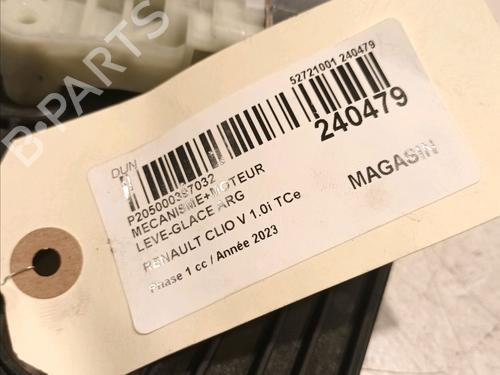 B-PARTS
52721001 240479
240479
DUN
P205000397032
MECANISME+MOTEUR
LEVE-GLACE ARG
RENAULT CLIO V 1.0i TCe
Phase 1 cc / Année 2023
MAGASIN